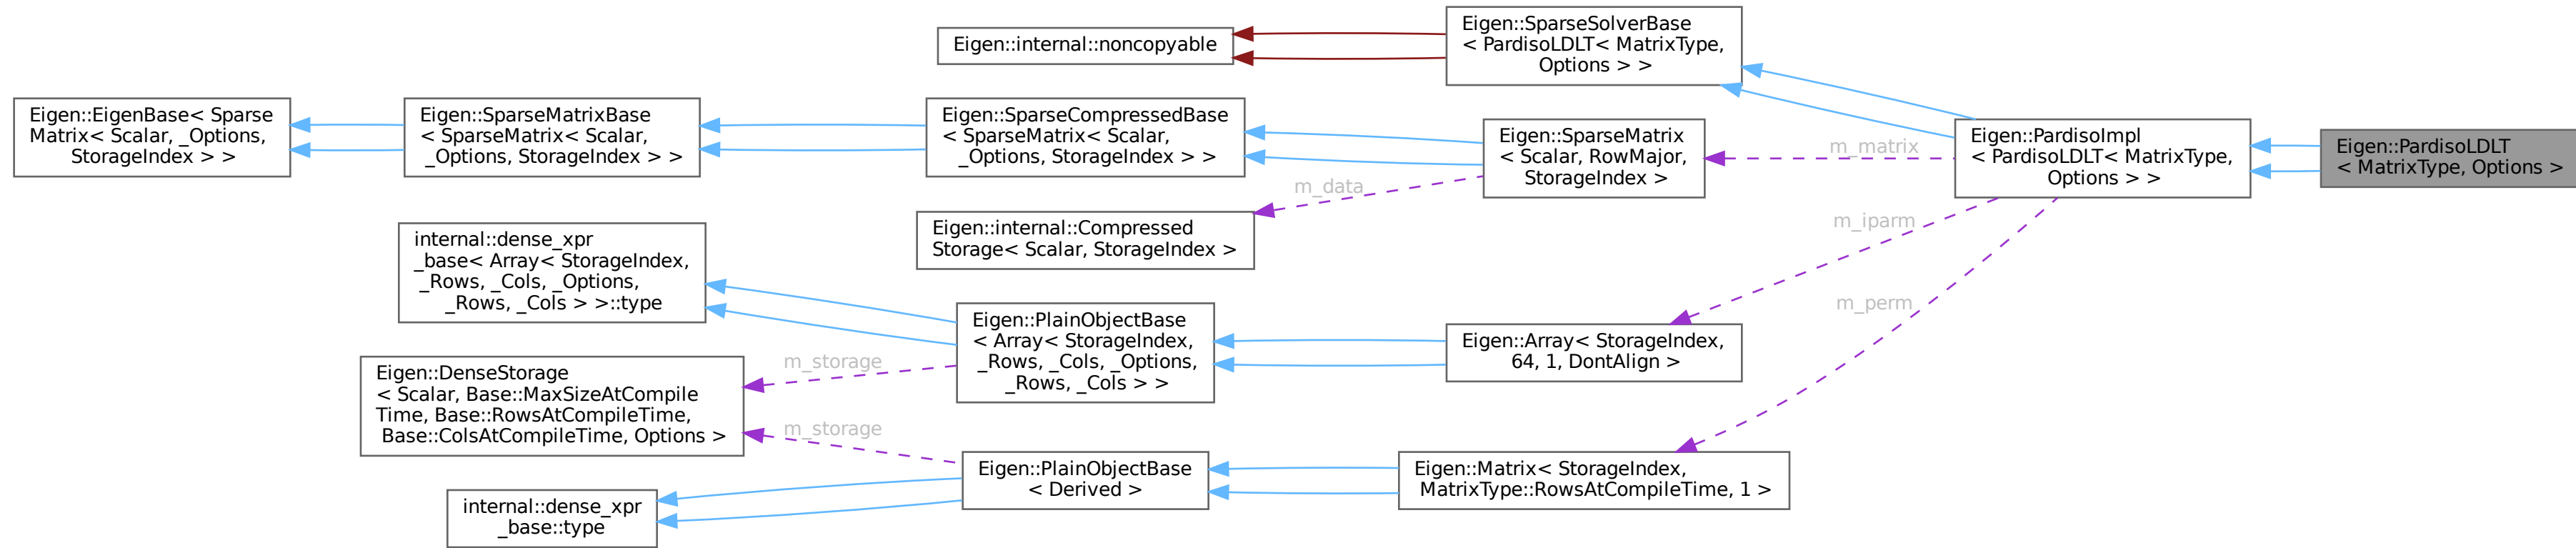 Eigen::SparseSolverBase
< PardisoLDLT< MatrixType,
Options > >
Eigen::internal::noncopyable
Eigen::EigenBase< Sparse
Matrix< Scalar, _Options,
StorageIndex > >
Eigen::SparseMatrixBase
< SparseMatrix< Scalar,
_Options, StorageIndex > >
Eigen::SparseCompressedBase
< SparseMatrix< Scalar,
_Options, StorageIndex > >
Eigen::SparseMatrix
< Scalar, RowMajor,
StorageIndex >
m_matrix
Eigen::PardisoImpl
< PardisoLDLT< MatrixType,
Options > >
Eigen::PardisoLDLT
< MatrixType, Options >
m_data
Eigen::internal::Compressed
Storage< Scalar, StorageIndex >
m_iparm
internal::dense_xpr
_base< Array< StorageIndex,
_Rows, _Cols, _Options,
_Rows, _Cols > >::type
m_perm
Eigen::PlainObjectBase
< Array< StorageIndex,
_Rows, _Cols, _Options,
_Rows, _Cols > >
Eigen::Array< StorageIndex,
64, 1, DontAlign >
m_storage
Eigen::DenseStorage
< Scalar, Base::MaxSizeAtCompile
Time, Base::RowsAtCompileTime,
Base::ColsAtCompileTime, Options >
m_storage
Eigen::PlainObjectBase
< Derived >
Eigen::Matrix< StorageIndex,
MatrixType::RowsAtCompileTime, 1 >
internal::dense_xpr
_base::type